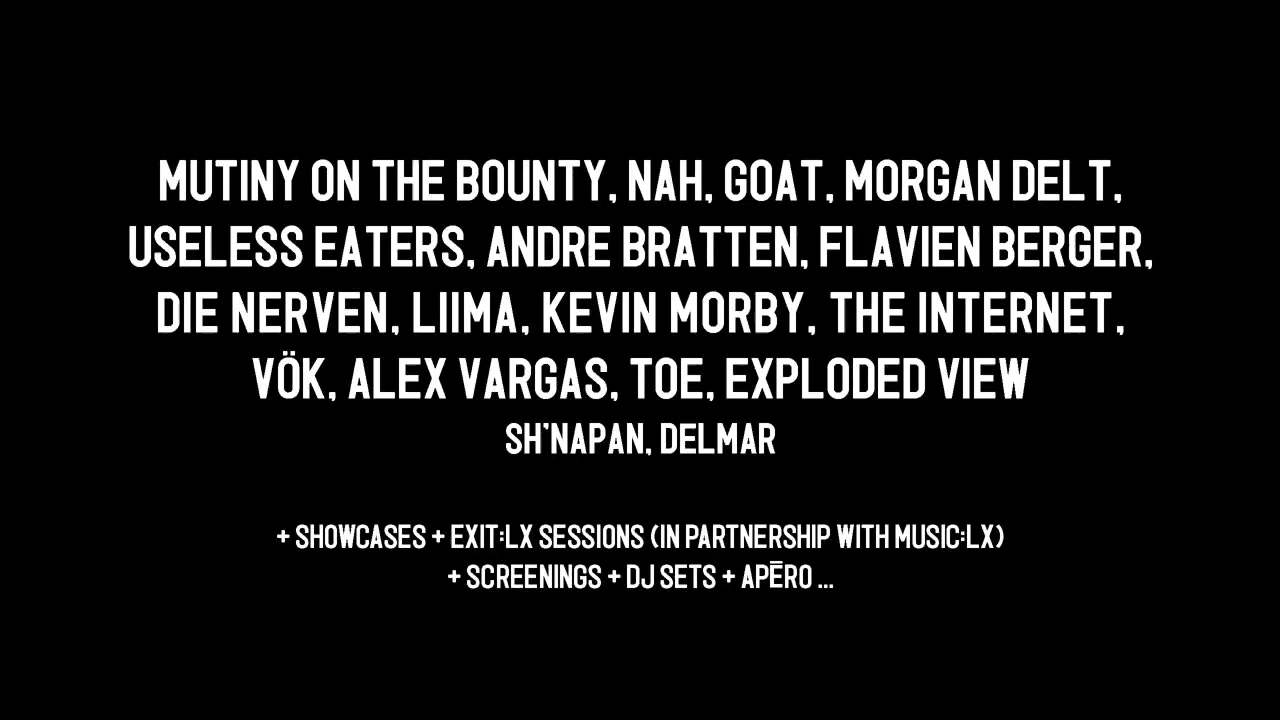 MUTINY ON THE BOUNTY, NAH, GOAT, MORGAN DELT,
USELESS EATERS, ANDRE BRATTEN, FLAVIEN BERGER,
DIE NERVEN, LIIMA, KEVIN MORBY, THE INTERNET,
VÖK, ALEX VARGAS, TOE, EXPLODED VIEW
SH'NAPAN, DELMAR
+ SHOWCASES + EXIT:LX SESSIONS (IN PARTNERSHIP WITH MUSIC:LX)
+ SCREENINGS + DJ SETS + APĒRO ...